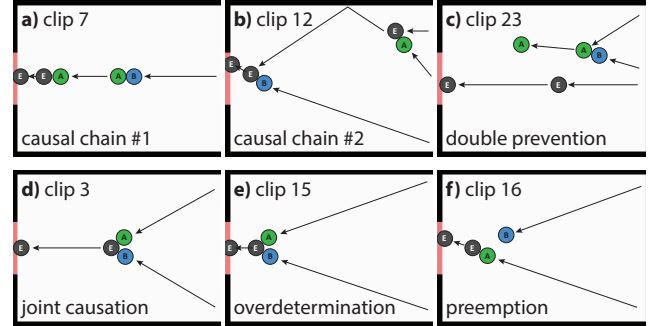 a) clip 7
E E A A B
causal chain #1
b) clip 12
E
A
E
E
B
causal chain #2
c) clip 23
A A
B
E E
double prevention
d) clip 3
A
E E
B
joint causation
e) clip 15
A
E E
B
overdetermination
f) clip 16
B
E
E
A
preemption